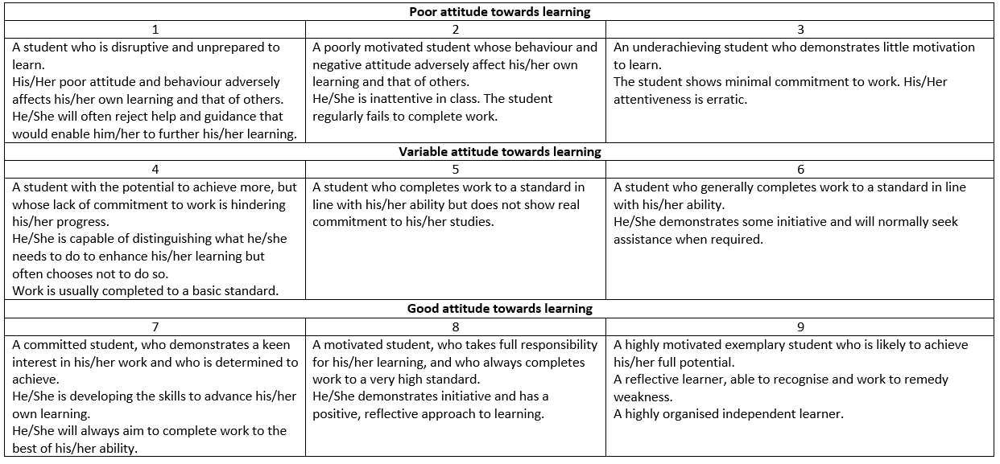 Poor attitude towards learning
1
2
3
A student who is disruptive and unprepared to
learn.
His/Her poor attitude and behaviour adversely
affects his/her own learning and that of others.
He/She will often reject help and guidance that
would enable him/her to further his/her learning.
A poorly motivated student whose behaviour and
negative attitude adversely affect his/her own
learning and that of others.
He/She is inattentive in class. The student
regularly fails to complete work.
An underachieving student who demonstrates little motivation
to learn.
The student shows minimal commitment to work. His/Her
attentiveness is erratic.
Variable attitude towards learning
4
5
6
A student with the potential to achieve more, but
whose lack of commitment to work is hindering
his/her progress.
He/She is capable of distinguishing what he/she
needs to do to enhance his/her learning but
often chooses not to do so.
Work is usually completed to a basic standard.
A student who completes work to a standard in
line with his/her ability but does not show real
commitment to his/her studies.
A student who generally completes work to a standard in line
with his/her ability.
He/She demonstrates some initiative and will normally seek
assistance when required.
Good attitude towards learning
7
8
9
A committed student, who demonstrates a keen
interest in his/her work and who is determined to
achieve.
He/She is developing the skills to advance his/her
own learning.
He/She will always aim to complete work to the
best of his/her ability.
A motivated student, who takes full responsibility
for his/her learning, and who always completes
work to a very high standard.
He/She demonstrates initiative and has a
positive, reflective approach to learning.
A highly motivated exemplary student who is likely to achieve
his/her full potential.
A reflective learner, able to recognise and work to remedy
weakness.
A highly organised independent learner.